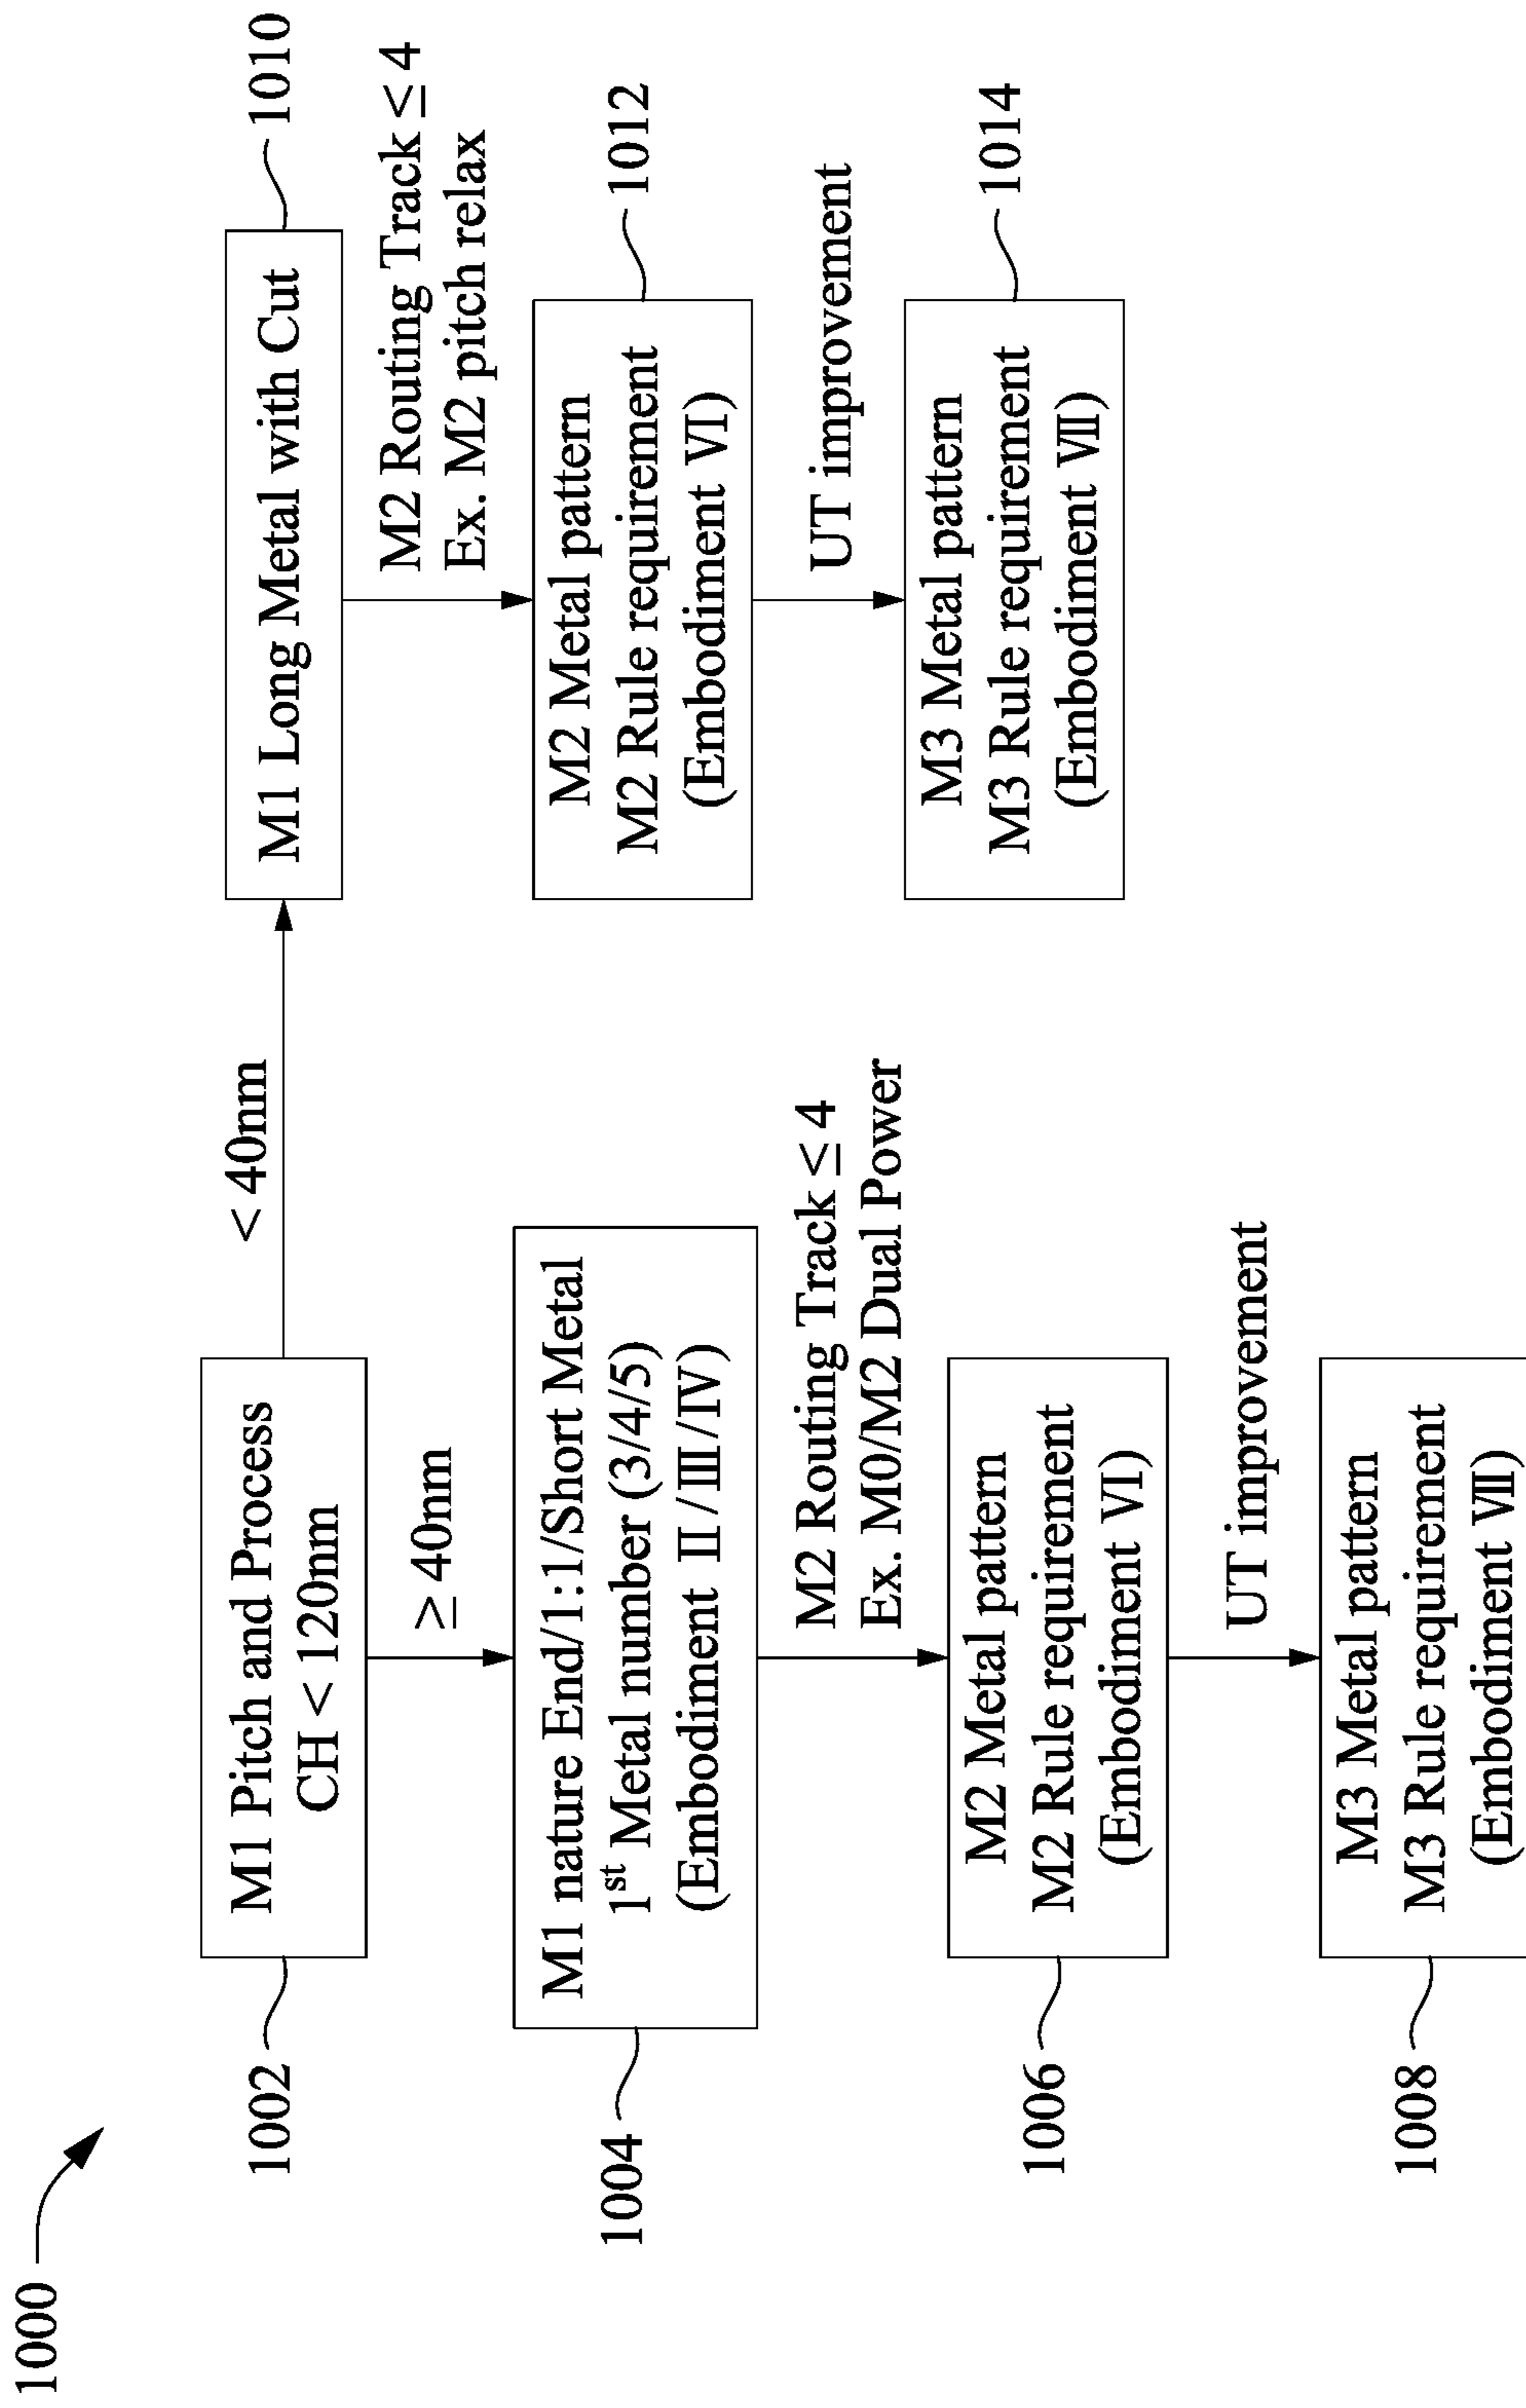 1000
1002
M1 Pitch and Process
CH < 120nm
< 40nm
M1 Long Metal with Cut
1010
≥ 40nm
M2 Routing Track ≤ 4
Ex. M2 pitch relax
1004
M1 nature End/1:1/Short Metal
1st Metal number (3/4/5)
(Embodiment II/III/IV)
M2 Metal pattern
M2 Rule requirement
(Embodiment VI)
1012
M2 Routing Track ≤ 4
Ex. M0/M2 Dual Power
UT improvement
1006
M2 Metal pattern
M2 Rule requirement
(Embodiment VI)
M3 Metal pattern
M3 Rule requirement
(Embodiment VII)
1014
UT improvement
1008
M3 Metal pattern
M3 Rule requirement
(Embodiment VII)